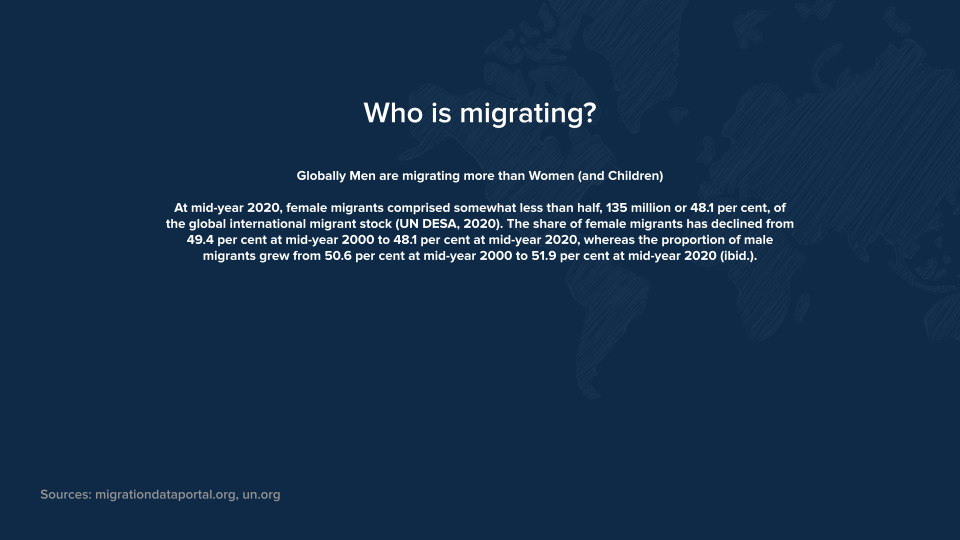 Who is migrating?
Globally Men are migrating more than Women (and Children)
At mid-year 2020, female migrants comprised somewhat less than half, 135 million or 48.1 per cent, of
the global international migrant stock (UN DESA, 2020). The share of female migrants has declined from
49.4 per cent at mid-year 2000 to 48.1 per cent at mid-year 2020, whereas the proportion of male
migrants grew from 50.6 per cent at mid-year 2000 to 51.9 per cent at mid-year 2020 (ibid.).
Sources: migrationdataportal.org, un.org